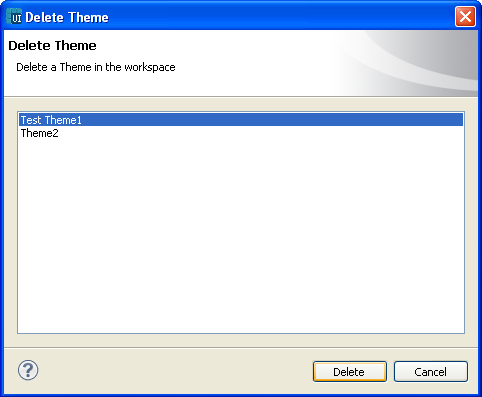 UI Delete Theme
Delete Theme
Delete a Theme in the workspace
Test Theme1
Theme2
?
Delete
Cancel